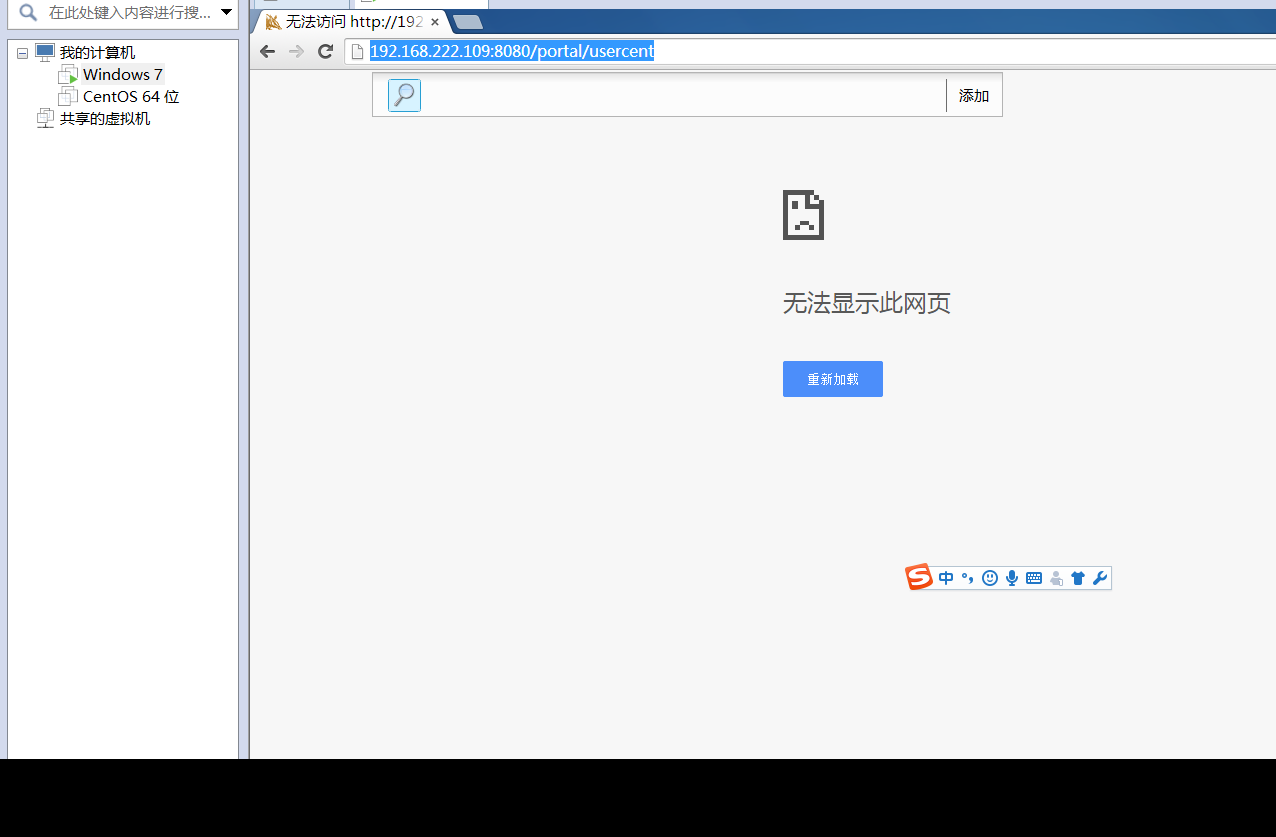 在此处键入内容进行搜...
我的计算机
Windows 7
CentOS 64 位
共享的虚拟机
无法访问 http://192
192.168.222.109:8080/portal/usercent
添加
无法显示此网页
重新加载
中